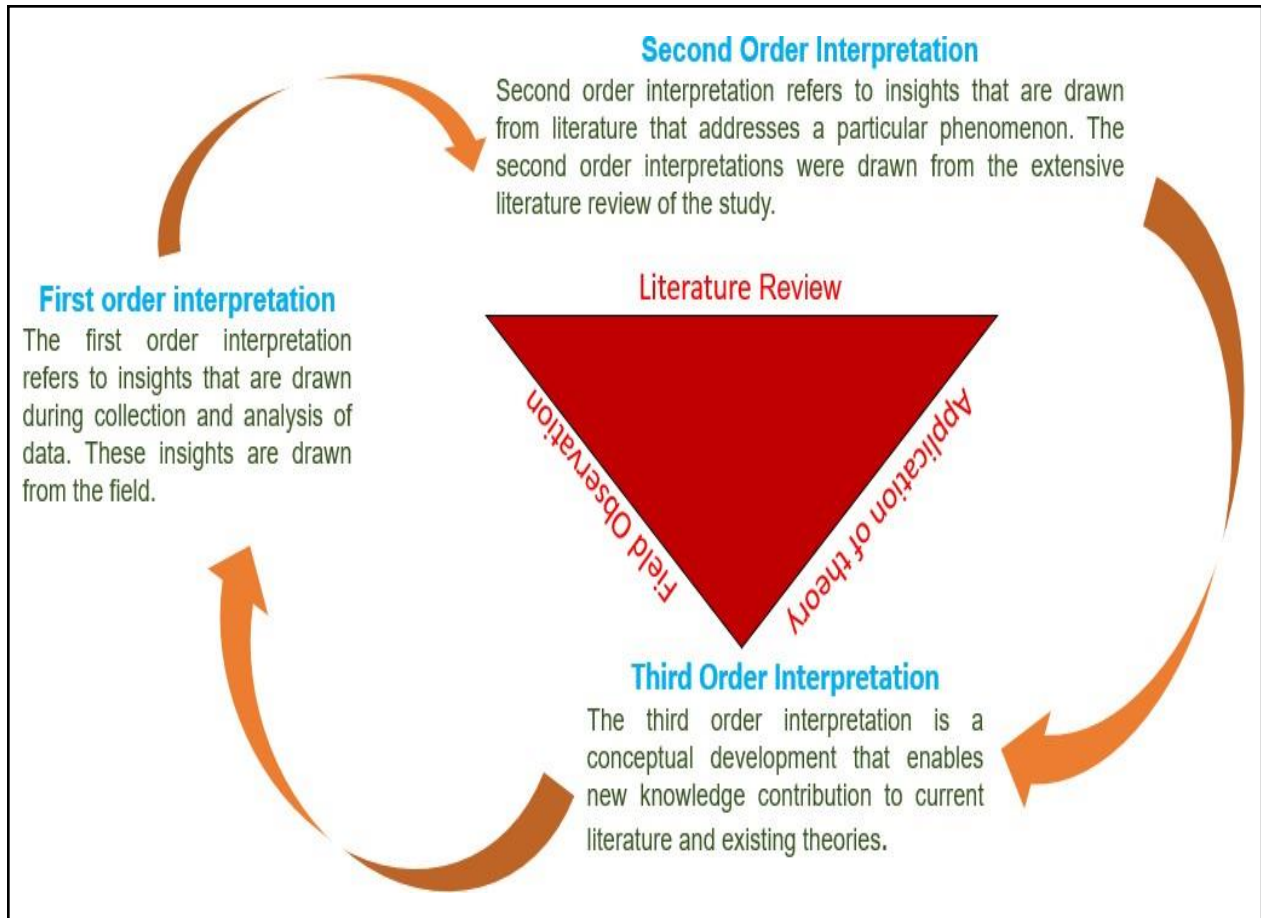 Second Order Interpretation
Second order interpretation refers to insights that are drawn
from literature that addresses a particular phenomenon. The
second order interpretations were drawn from the extensive
literature review of the study.
First order interpretation
The first order interpretation
refers to insights that are drawn
during collection and analysis of
data. These insights are drawn
from the field.
Literature Review
Field Observation
Application of theory
Third Order Interpretation
The third order interpretation is a
conceptual development that enables
new knowledge contribution to current
literature and existing theories.